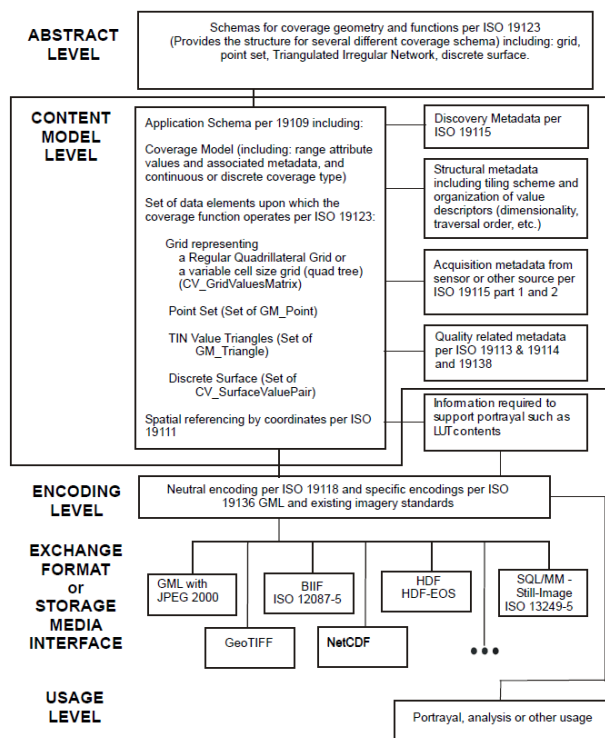 ABSTRACT
LEVEL
Schemas for coverage geometry and functions per ISO 19123
(Provides the structure for several different coverage schema) including: grid,
point set, Triangulated Irregular Network, discrete surface.
CONTENT
MODEL
LEVEL
Application Schema per 19109 including:
Coverage Model (including: range attribute
values and associated metadata, and
continuous or discrete coverage type)
Set of data elements upon which the
coverage function operates per ISO 19123:
Grid representing
a Regular Quadrillateral Grid or
a variable cell size grid (quad tree)
(CV_GridValuesMatrix)
Point Set (Set of GM_Point)
TIN Value Triangles (Set of
GM_Triangle)
Discrete Surface (Set of
CV_SurfaceValuePair)
Spatial referencing by coordinates per ISO
19111
Discovery Metadata per
ISO 19115
Structural metadata
including tiling scheme and
organization of value
descriptors (dimensionality,
traversal order, etc.)
Acquisition metadata from
sensor or other source per
ISO 19115 part 1 and 2
Quality related metadata
per ISO 19113 & 19114
and 19138
Information required to
support portrayal such as
LUT contents
ENCODING
LEVEL
Neutral encoding per ISO 19118 and specific encodings per ISO
19136 GML and existing imagery standards
EXCHANGE
FORMAT
or
STORAGE
MEDIA
INTERFACE
GML with
JPEG 2000
BIIF
ISO 12087-5
HDF
HDF-EOS
SQL/MM -
Still-Image
ISO 13249-5
GeoTIFF
NetCDF
•••
USAGE
LEVEL
Portrayal, analysis or other usage